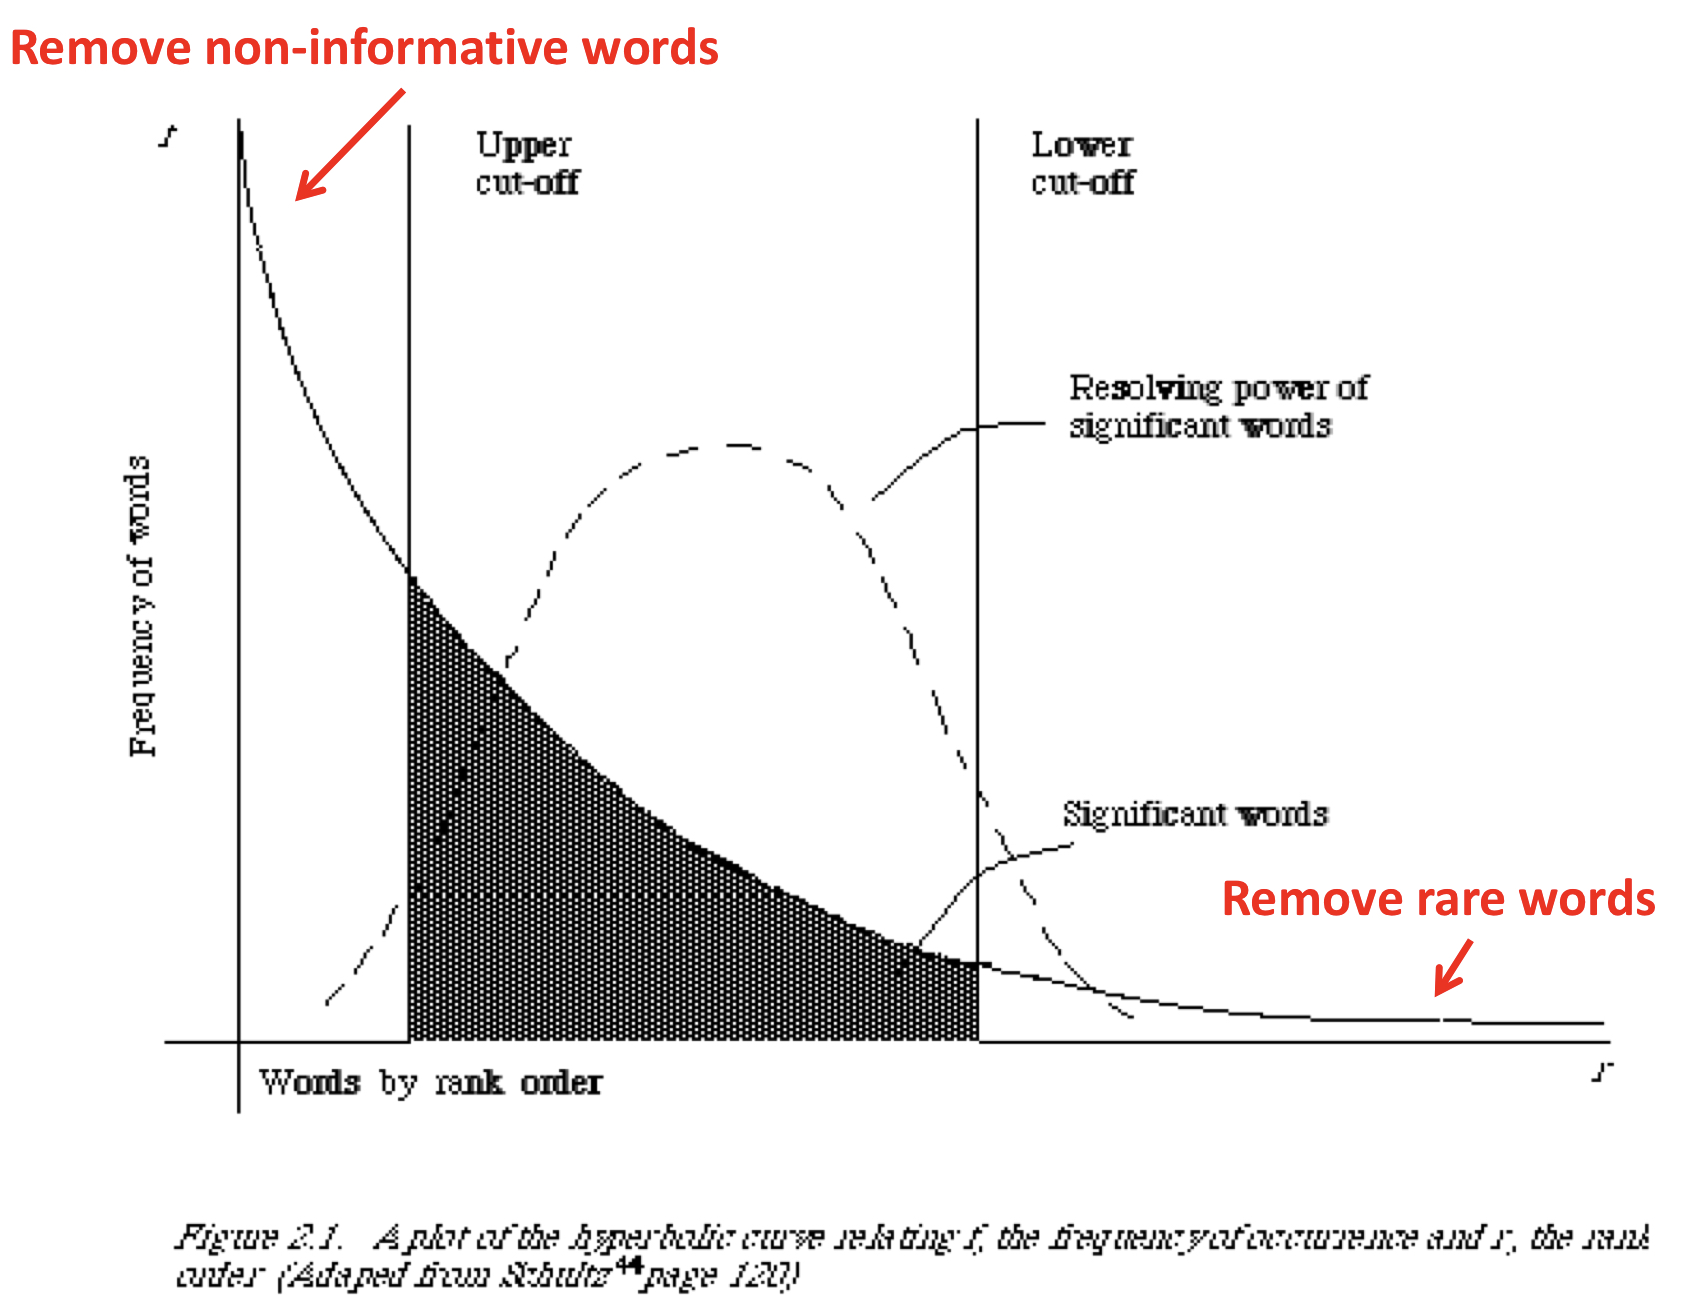 Remove non-informative words
f
Upper
cut-off
Lower
cut-off
Resolving power of
significant words
Frequency of words
Significant words
Remove rare words
Words by rank order
r
Figure 2.1. A plot of the hyperbolic curve relating f, the frequency of occurrence and r, the rank
order (Adaped from Schultz 44 page 120)